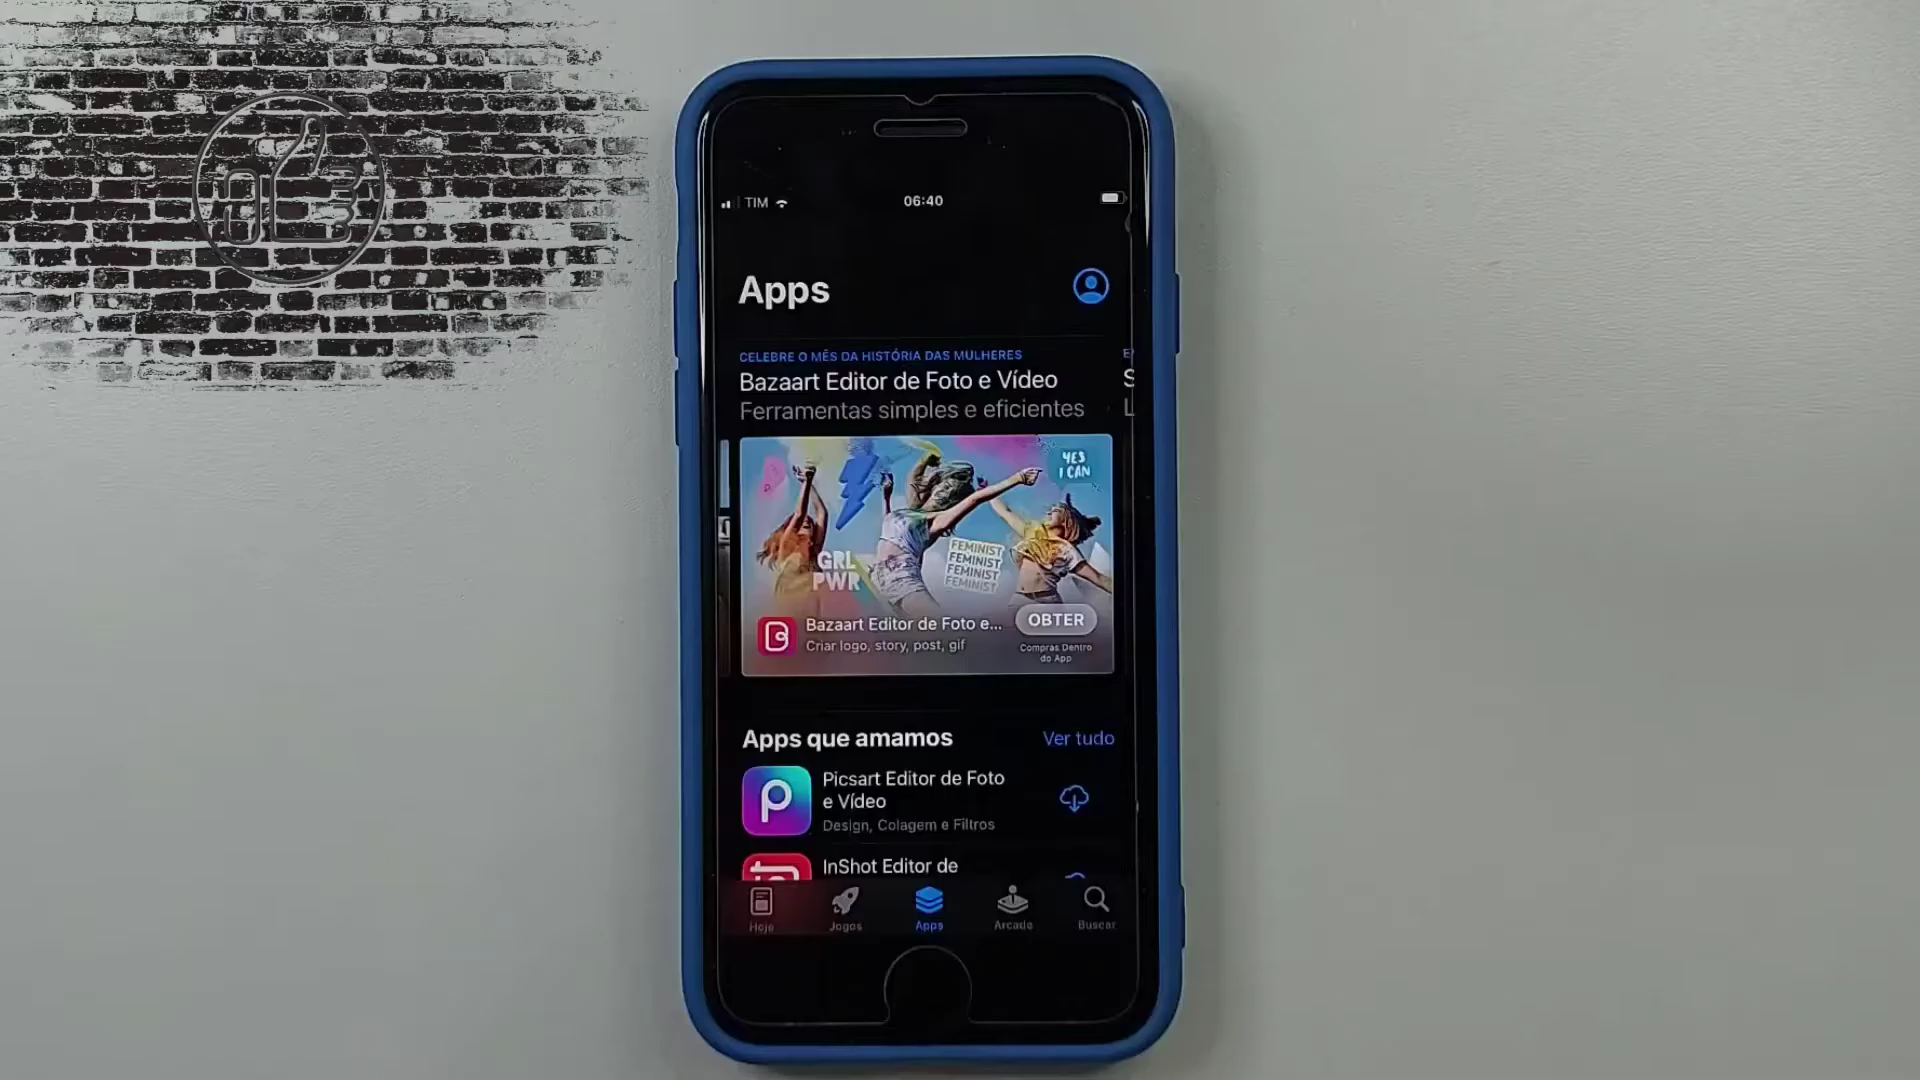 TIM
06:40
Apps
CELEBRE O MÊS DA HISTÓRIA DAS MULHERES
Bazaart Editor de Foto e Vídeo
Ferramentas simples e eficientes
E
S
L
YES
I CAN
GRL
PWR
FEMINIST
FEMINIST
FEMINIST
FEMINIST
Bazaart Editor de Foto e...
OBTER
Criar logo, story, post, gif
Compras Dentro
do App
Apps que amamos
Ver tudo
Picsart Editor de Foto
e Vídeo
Design, Colagem e Filtros
InShot Editor de
Hoje
Jogos
Apps
Arcade
Buscar